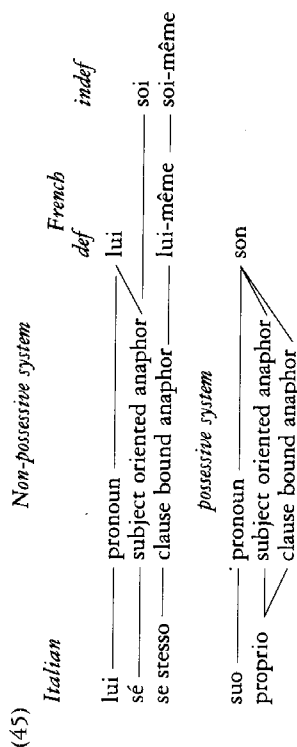 (45)
Non-possessive system
Italian French
def indef
lui pronoun lui
sé subject oriented anaphor soi
se stesso clause bound anaphor lui-même soi-même
possessive system
suo pronoun son
proprio subject oriented anaphor
clause bound anaphor